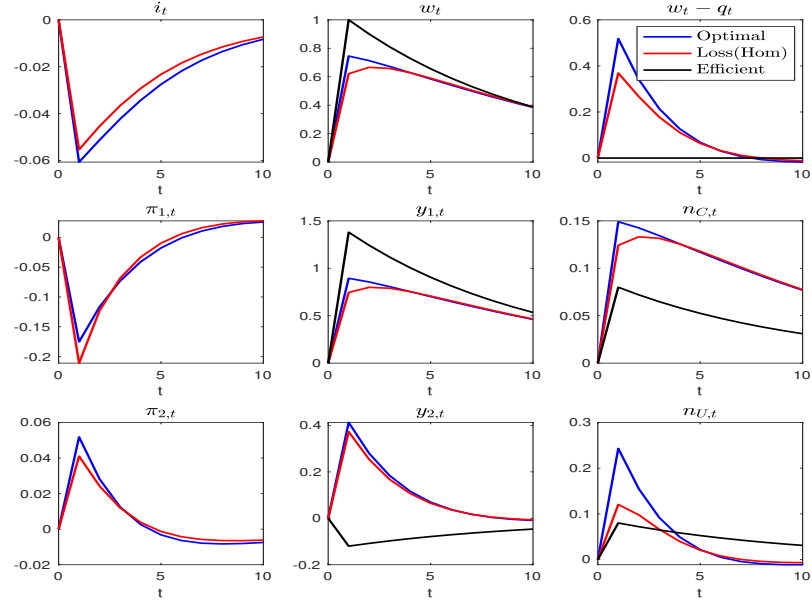 i_t
w_t
w_t − q_t
0
-0.02
-0.04
-0.06
0 5 10
t
1
0.8
0.6
0.4
0.2
0
0 5 10
t
0.6
0.4
0.2
0
0 5 10
t
Optimal
Loss(Hom)
Efficient
π_{1,t}
y_{1,t}
n_{C,t}
0
-0.05
-0.1
-0.15
-0.2
0 5 10
t
1.5
1
0.5
0
0 5 10
t
0.15
0.1
0.05
0
0 5 10
t
π_{2,t}
y_{2,t}
n_{U,t}
0.06
0.04
0.02
0
-0.02
0 5 10
t
0.4
0.2
0
-0.2
0 5 10
t
0.3
0.2
0.1
0
0 5 10
t